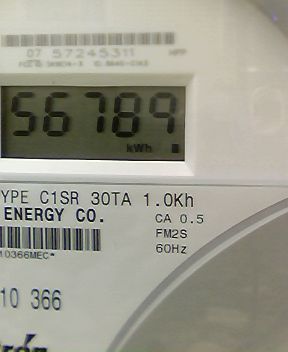 07 57245311
56789
kWh
YPE C1SR 30TA 1.0Kh
ENERGY CO.
CA 0.5
FM2S
60Hz
10366MEC*
10 366
rón